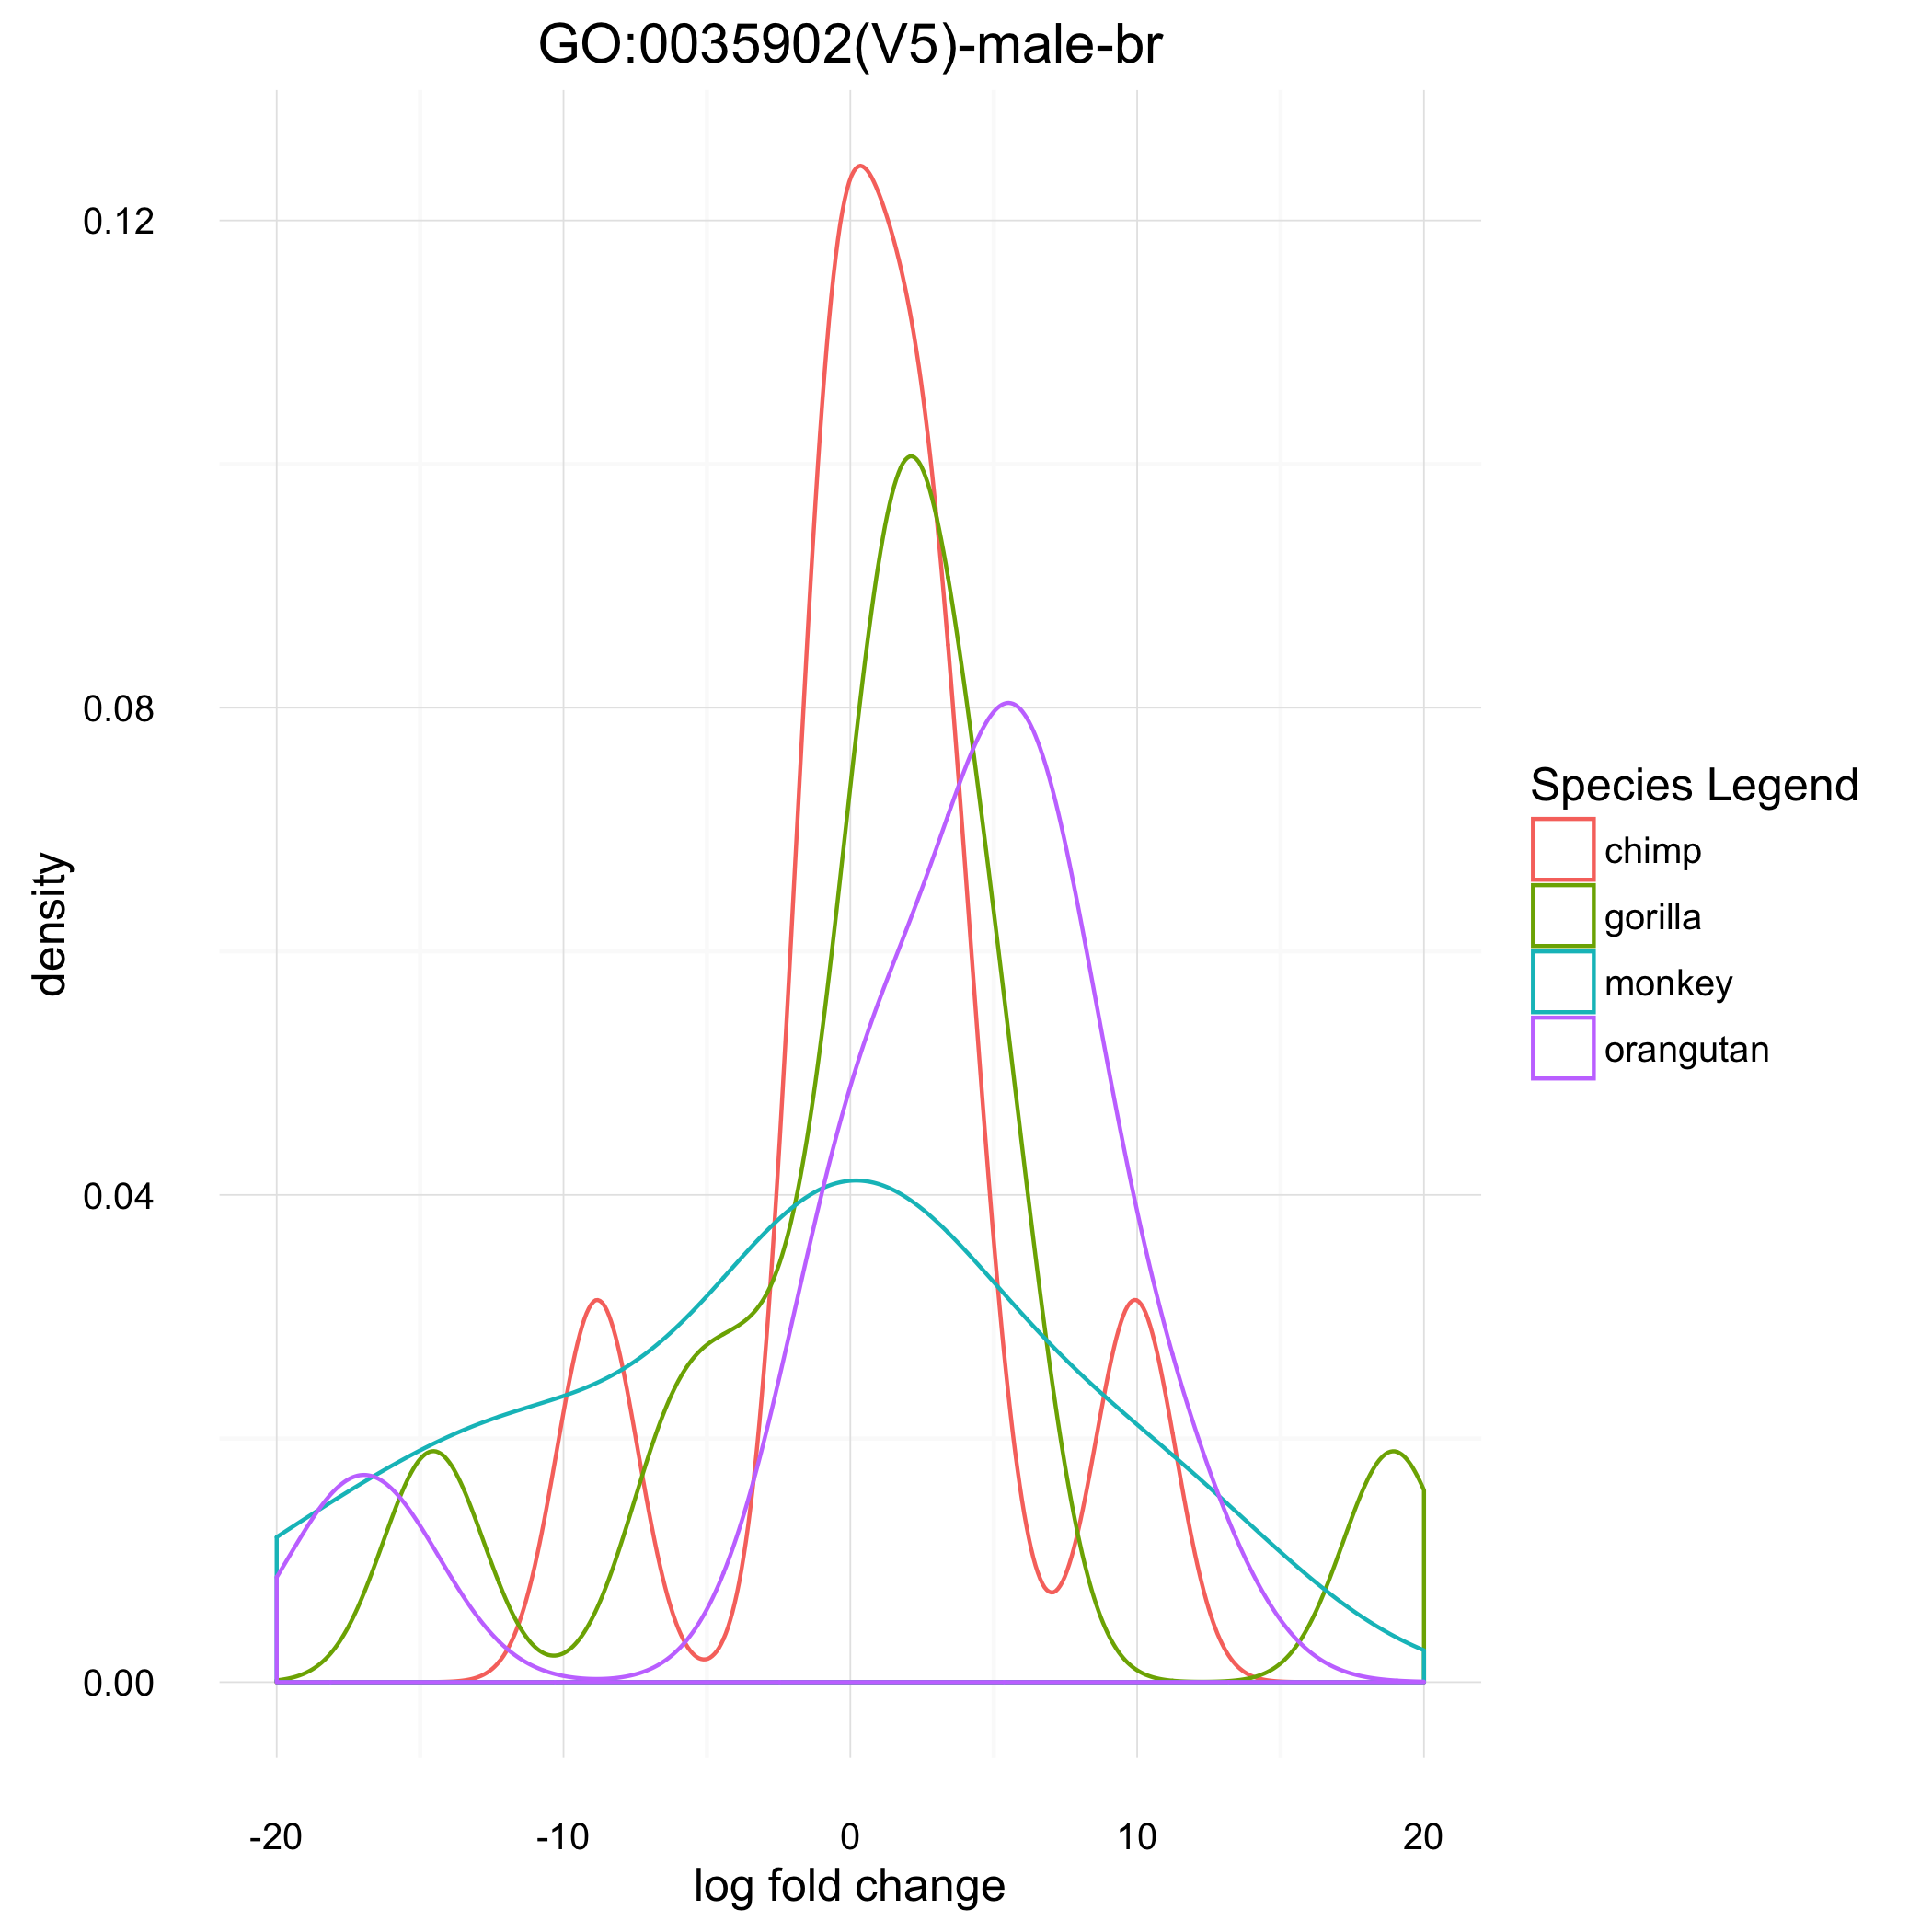 GO:0035902(V5)-male-br
0.12
0.08
0.04
0.00
density
-20
-10
0
10
20
log fold change
Species Legend
chimp
gorilla
monkey
orangutan